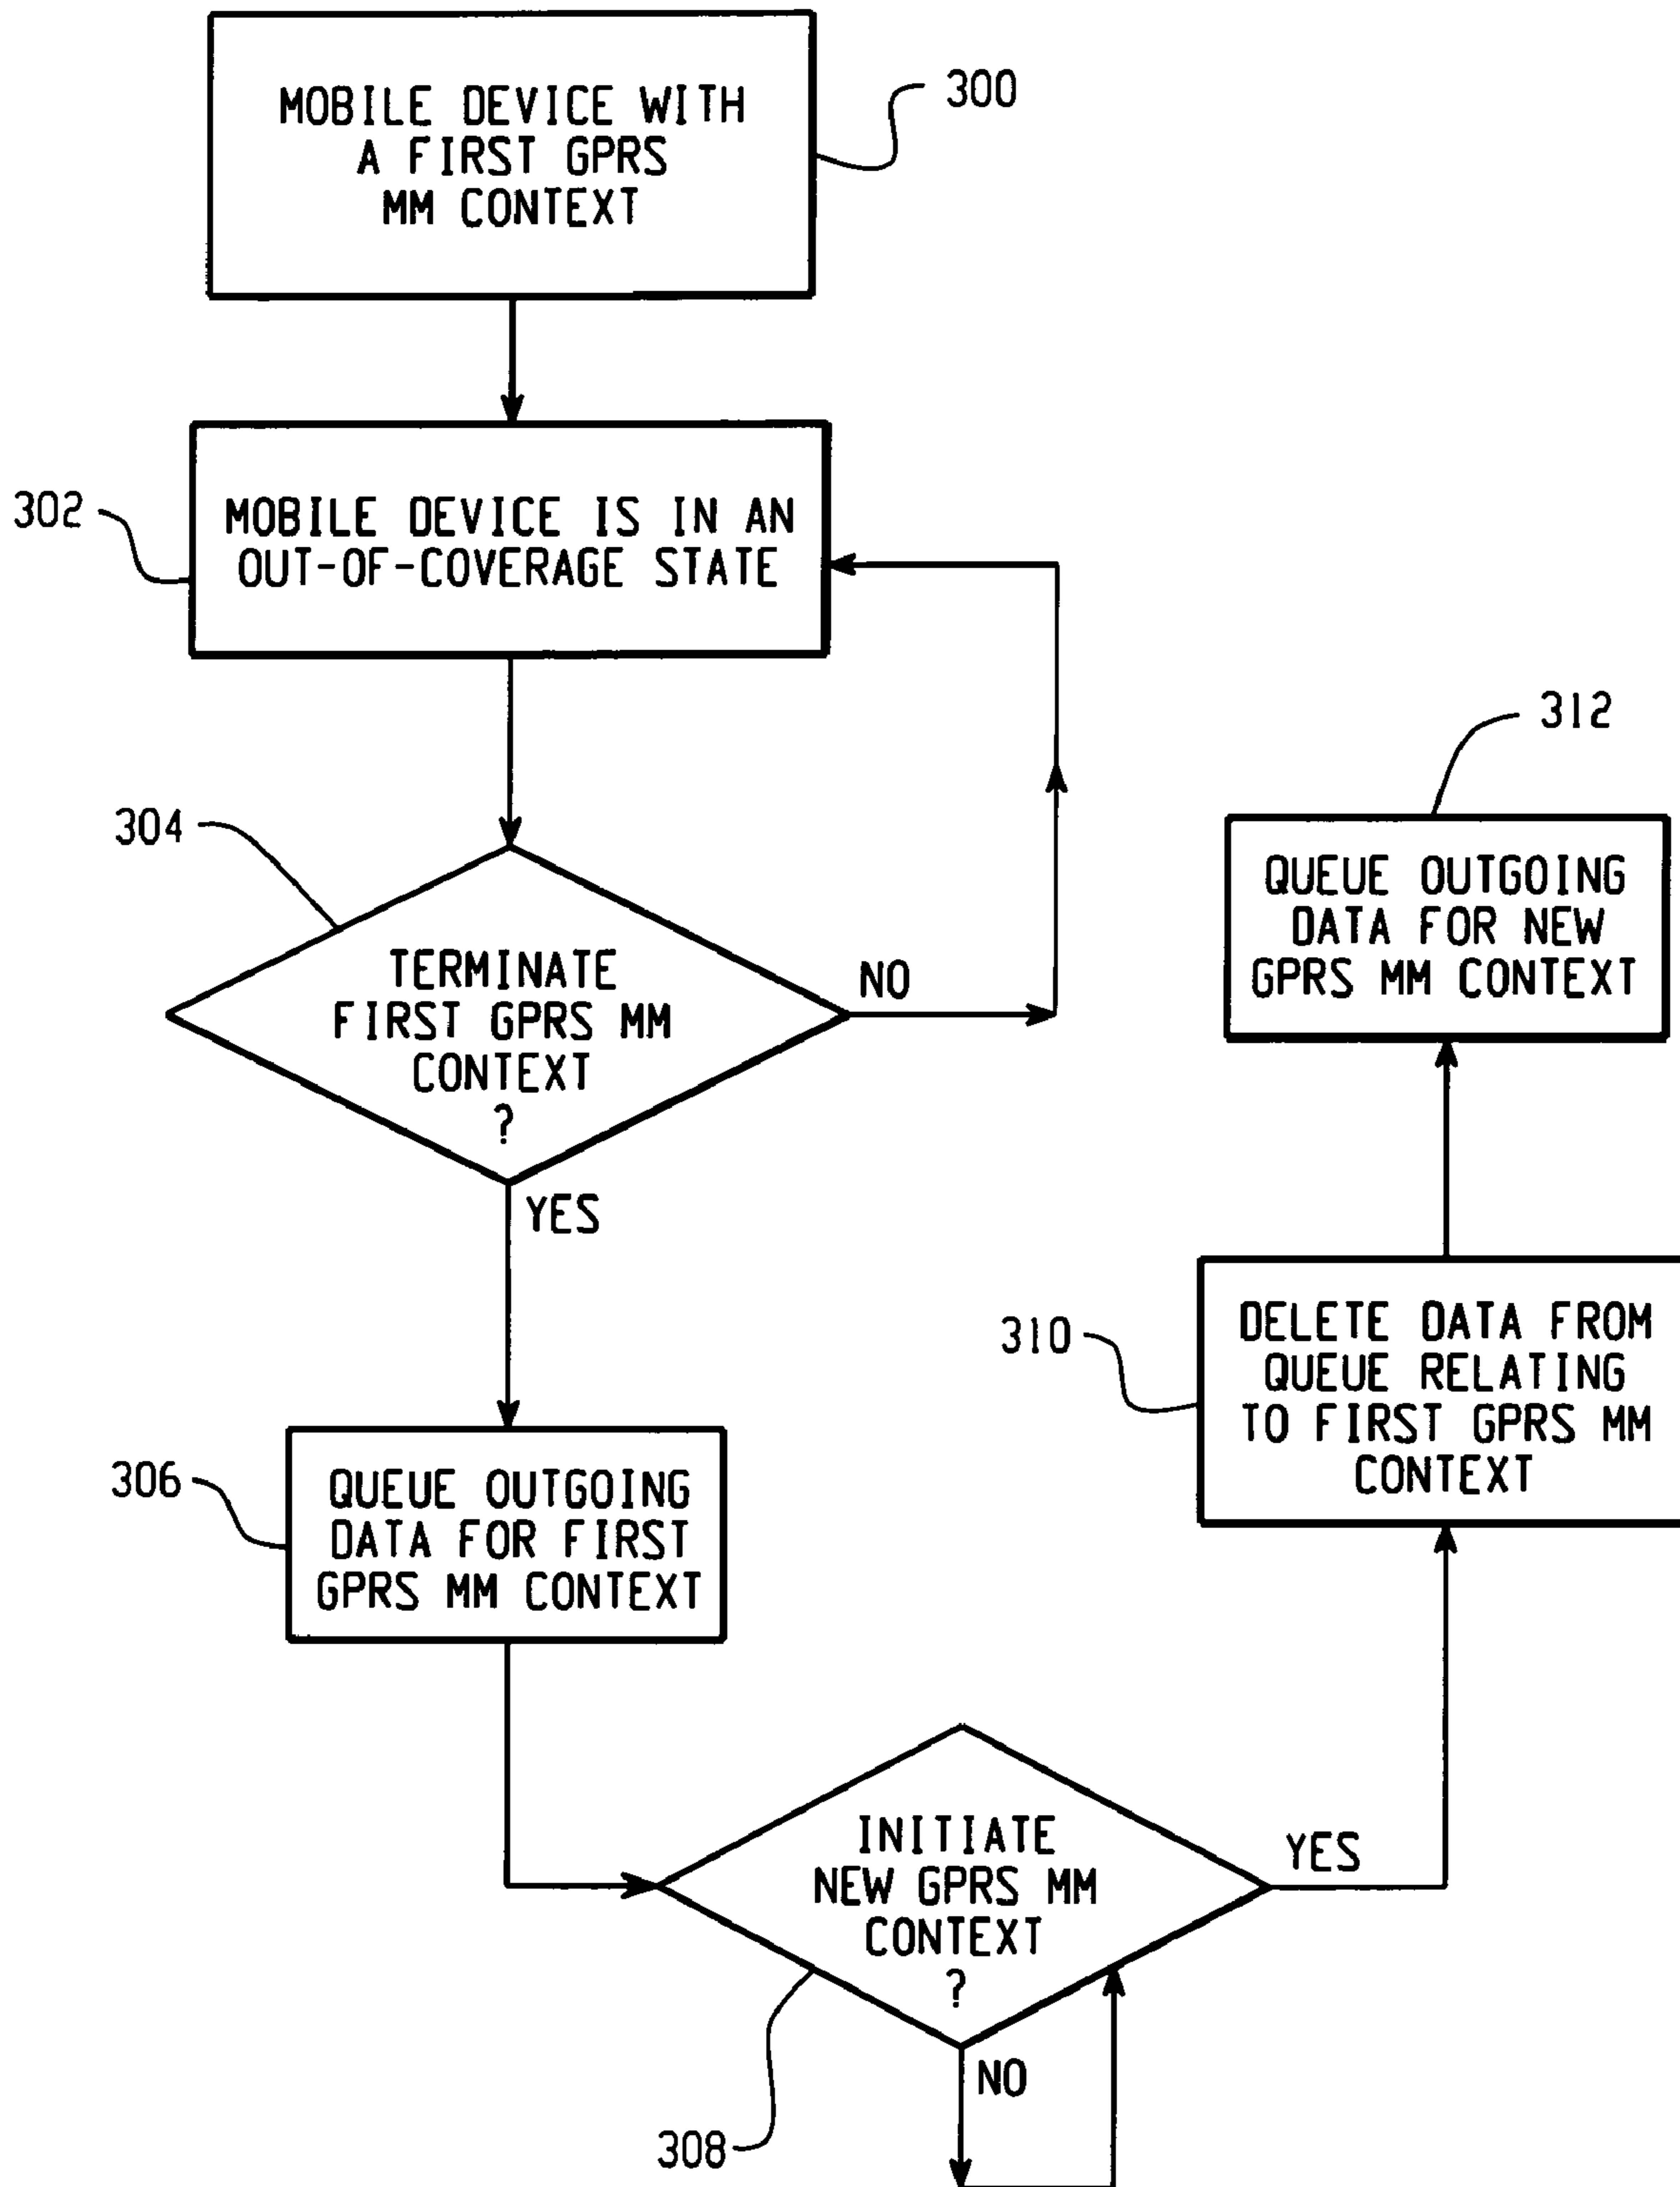 MOBILE DEVICE WITH
A FIRST GPRS
MM CONTEXT
300
302
MOBILE DEVICE IS IN AN
OUT-OF-COVERAGE STATE
304
TERMINATE
FIRST GPRS MM
CONTEXT
?
NO
YES
306
QUEUE OUTGOING
DATA FOR FIRST
GPRS MM CONTEXT
INITIATE
NEW GPRS MM
CONTEXT
?
308
NO
YES
310
DELETE DATA FROM
QUEUE RELATING
TO FIRST GPRS MM
CONTEXT
312
QUEUE OUTGOING
DATA FOR NEW
GPRS MM CONTEXT